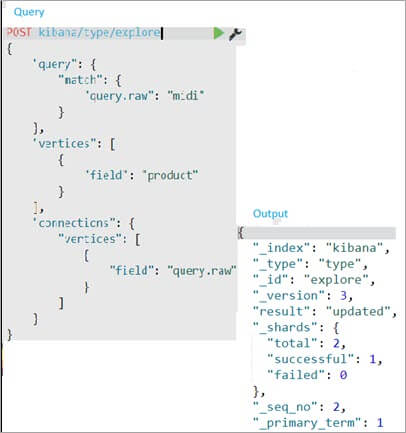 Query
POST kibana/type/explore
{
    'query": {
        "match": {
            'query.raw": "midi"
        }
    },
    'vertices": [
        {
            'field": "product"
        }
    ],
    'connections": {
        "vertices": [
            {
                "field": "query.raw"
            }
        ]
    ]
}
Output
{
  "_index": "kibana",
  "_type": "type",
  "_id": "explore",
  "_version": 3,
  "result": "updated",
  "_shards": {
    "total": 2,
    "successful": 1,
    "failed": 0
  },
  "_seq_no": 2,
  "_primary_term": 1